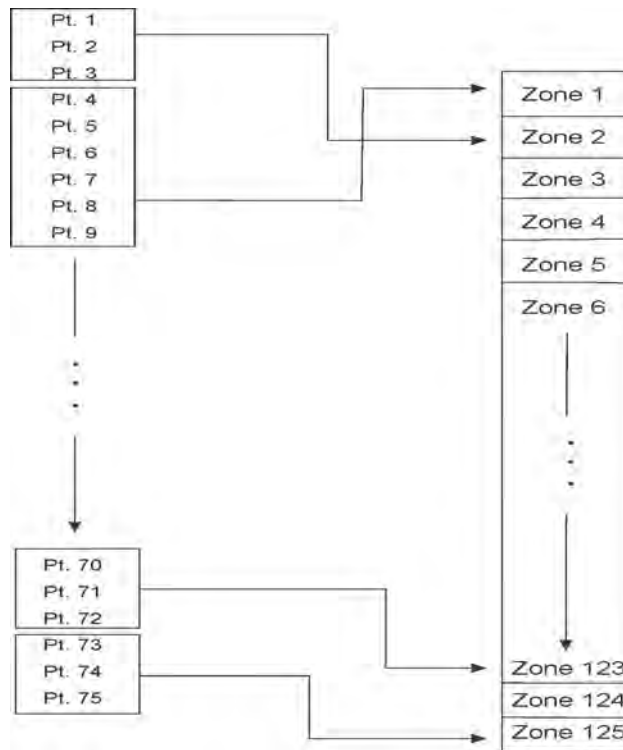 Pt. 1
Pt. 2
Pt. 3
Pt. 4
Pt. 5
Pt. 6
Pt. 7
Pt. 8
Pt. 9
Pt. 70
Pt. 71
Pt. 72
Pt. 73
Pt. 74
Pt. 75
Zone 1
Zone 2
Zone 3
Zone 4
Zone 5
Zone 6
Zone 123
Zone 124
Zone 125